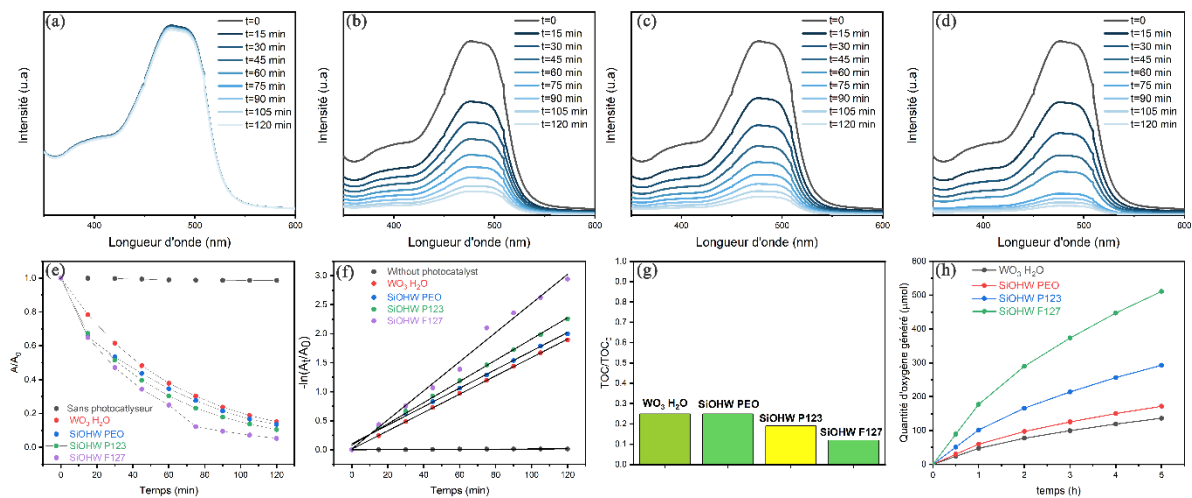 (a)
t=0
t=15 min
t=30 min
t=45 min
t=60 min
t=75 min
t=90 min
t=105 min
t=120 min
Intensité (u.a)
400
500
600
Longueur d'onde (nm)
(b)
t=0
t=15 min
t=30 min
t=45 min
t=60 min
t=75 min
t=90 min
t=105 min
t=120 min
Intensité (u.a)
400
500
600
Longueur d'onde (nm)
(c)
t=0
t=15 min
t=30 min
t=45 min
t=60 min
t=75 min
t=90 min
t=105 min
t=120 min
Intensité (u.a)
400
500
600
Longueur d'onde (nm)
(d)
t=0
t=15 min
t=30 min
t=45 min
t=60 min
t=75 min
t=90 min
t=105 min
t=120 min
Intensité (u.a)
400
500
600
Longueur d'onde (nm)
(e)
A/A₀
1.0
0.8
0.6
0.4
0.2
0.0
Sans photocatlyseur
WO₃ H₂O
SiOHW PEO
SiOHW P123
SiOHW F127
0 20 40 60 80 100 120
Temps (min)
(f)
-ln(Aₜ/A₀)
3.0
2.5
2.0
1.5
1.0
0.5
0.0
Without photocatalyst
WO₃ H₂O
SiOHW PEO
SiOHW P123
SiOHW F127
0 20 40 60 80 100 120
Temps (min)
(g)
1.0
0.9
0.8
0.7
0.6
0.5
0.4
0.3
0.2
0.1
0.0
WO₃ H₂O
SiOHW PEO
SiOHW P123
SiOHW F127
(h)
Quantité d'oxygène généré (µmol)
600
500
400
300
200
100
0
WO₃ H₂O
SiOHW PEO
SiOHW P123
SiOHW F127
0 1 2 3 4 5
temps (h)